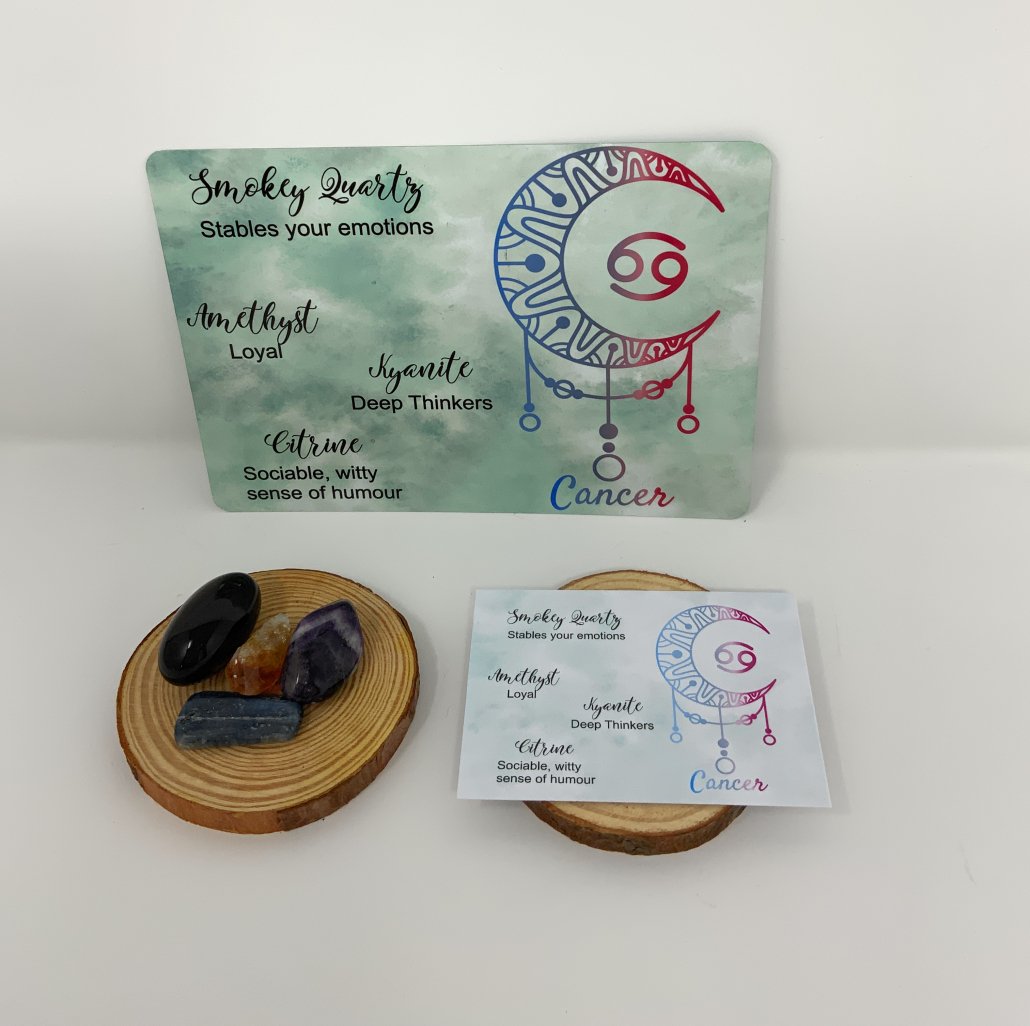 Smokey Quartz
Stables your emotions
Amethyst
Loyal
Kyanite
Deep Thinkers
Citrine
Sociable, witty
sense of humour
Cancer
Smokey Quartz
Stables your emotions
Amethyst
Loyal
Kyanite
Deep Thinkers
Citrine
Sociable, witty
sense of humour
Cancer